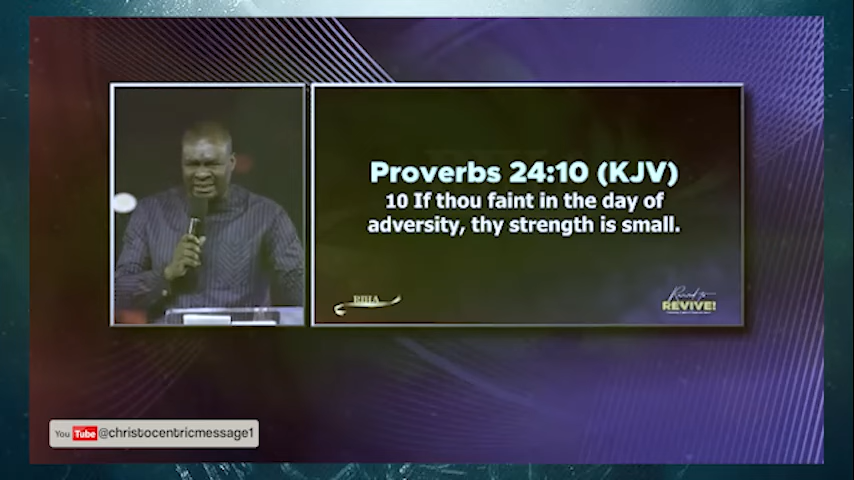 Proverbs 24:10 (KJV)
10 If thou faint in the day of
adversity, thy strength is small.
REVIVE!
You Tube @christocentricmessage1